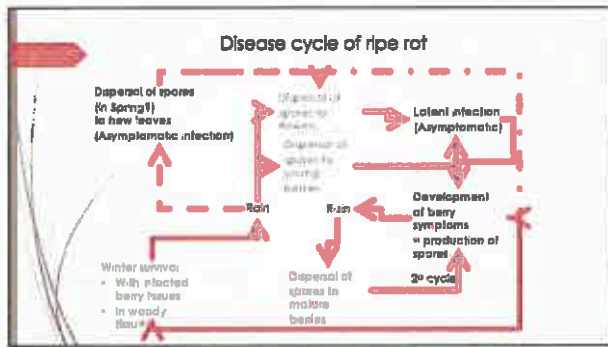 Disease cycle of ripe rot
Dispersal of spores
(in Spring?)
to new leaves
(Asymptomatic infection)
Dispersal of
spores to
Dispersal of
spores to
young
berries
Latent infection
(Asymptomatic)
Rain
Rain
Development
of berry
symptoms
= production of
spores
Winter survival
• With infected
berry tissues
• In woody
tissue
Dispersal of
spores to
mature
berries
2º cycle